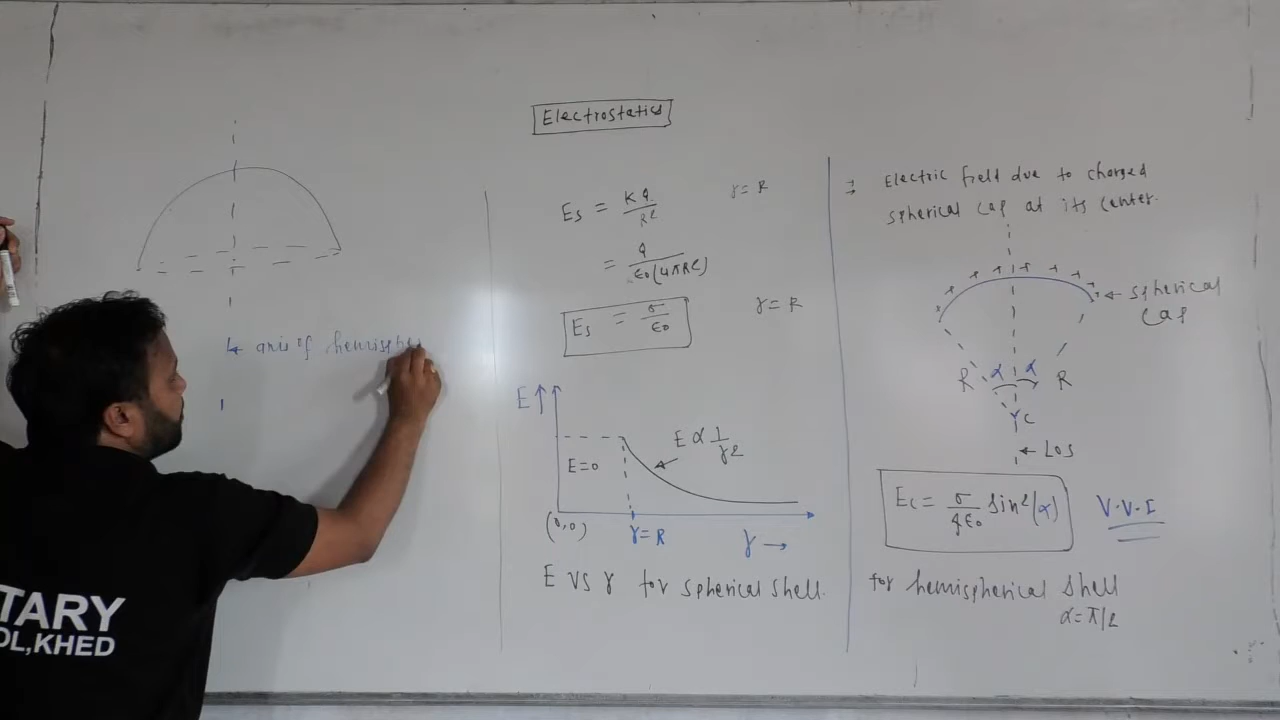 Electrostatics
axis of hemisphe
TARY
OL,KHED
Es = Kq/R² r=R
= q/ε₀(4πR²)
Es = σ/ε₀ r=R
E↑
E ∝ 1/r²
E=0
(0,0)
r=R
r →
E vs r for spherical shell.
⇒ Electric field due to charged
spherical cap at its center.
+ + + + + + + +
← spherical
cap
α α
R R
C
← Los
Ec = σ/4ε₀ sin²(α) V.V.I
for hemispherical shell
α=π/2